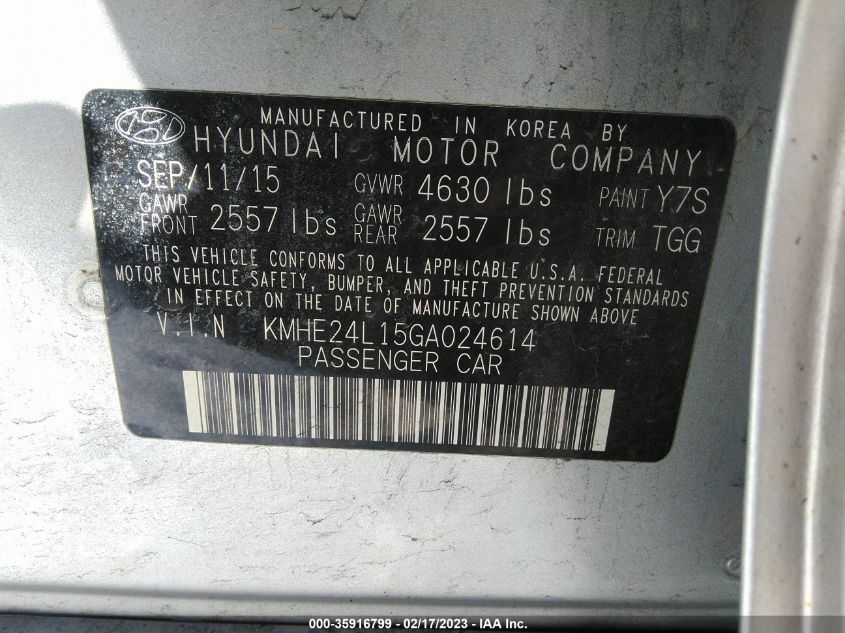 MANUFACTURED IN KOREA BY
HYUNDAI MOTOR COMPANY
SEP/11/15 GVWR 4630 lbs PAINT Y7S
GAWR FRONT 2557 lbs GAWR REAR 2557 lbs TRIM TGG
THIS VEHICLE CONFORMS TO ALL APPLICABLE U.S.A. FEDERAL
MOTOR VEHICLE SAFETY, BUMPER, AND THEFT PREVENTION STANDARDS
IN EFFECT ON THE DATE OF MANUFACTURE SHOWN ABOVE
V.I.N KMHE24L15GA024614
PASSENGER CAR
000-35916799 — 02/17/2023 - IAA Inc.